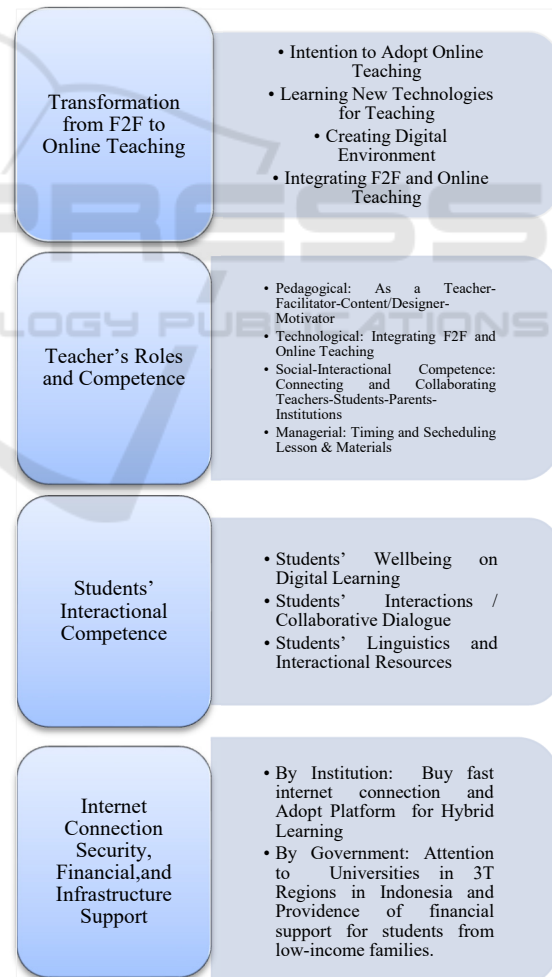 Transformation
from F2F to
Online Teaching
• Intention to Adopt Online
Teaching
• Learning New Technologies
for Teaching
• Creating Digital
Environment
• Integrating F2F and Online
Teaching
Teacher's Roles
and Competence
• Pedagogical: As a Teacher-
Facilitator-Content/Designer-
Motivator
• Technological: Integrating F2F and
Online Teaching
• Social-Interactional Competence:
Connecting and Collaborating
Teachers-Students-Parents-
Institutions
• Managerial: Timing and Secheduling
Lesson & Materials
Students'
Interactional
Competence
• Students' Wellbeing on
Digital Learning
• Students' Interactions /
Collaborative Dialogue
• Students' Linguistics and
Interactional Resources
Internet
Connection
Security,
Financial,and
Infrastructure
Support
• By Institution: Buy fast
internet connection and
Adopt Platform for Hybrid
Learning
• By Government: Attention
to Universities in 3T
Regions in Indonesia and
Providence of financial
support for students from
low-income families.
PRESS
LOGY PUBLICATIONS